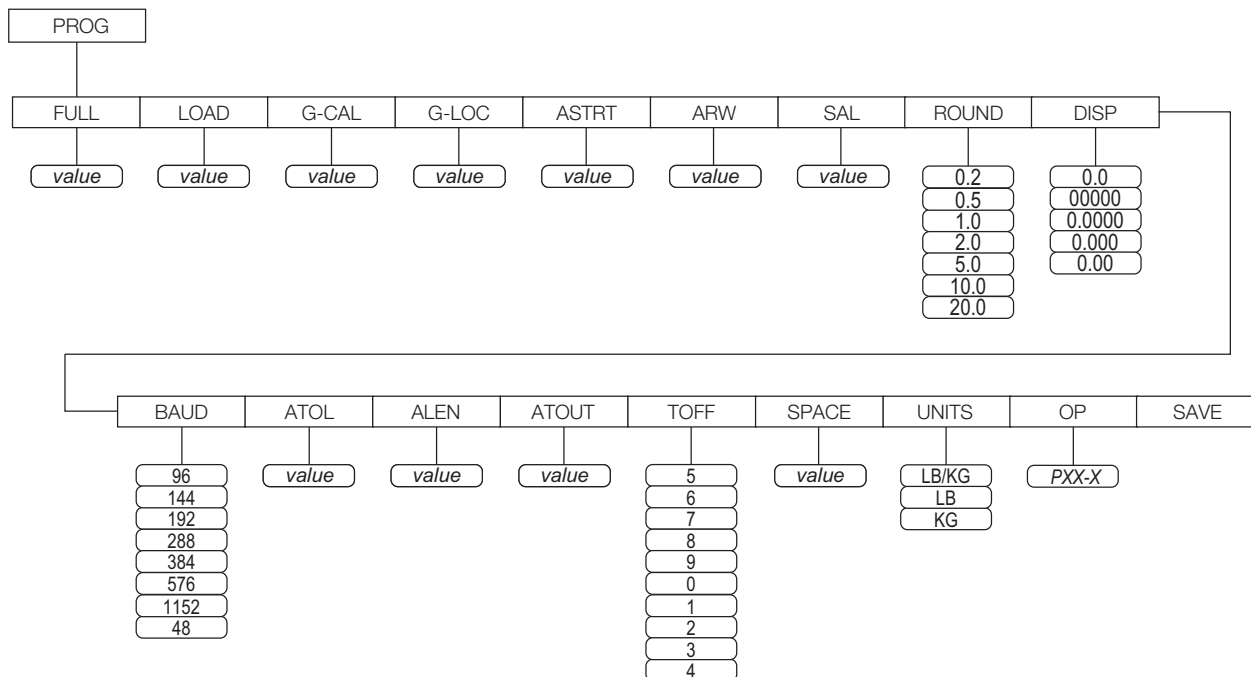 PROG
FULL LOAD G-CAL G-LOC ASTRT ARW SAL ROUND DISP
value value value value value value value 0.2 0.0
0.5 00000
1.0 0.0000
2.0 0.000
5.0 0.00
10.0
20.0
BAUD ATOL ALEN ATOUT TOFF SPACE UNITS OP SAVE
96 value value value 5 value LB/KG PXX-X
144 6 LB
192 7 KG
288 8
384 9
576 0
1152 1
48 2
3
4